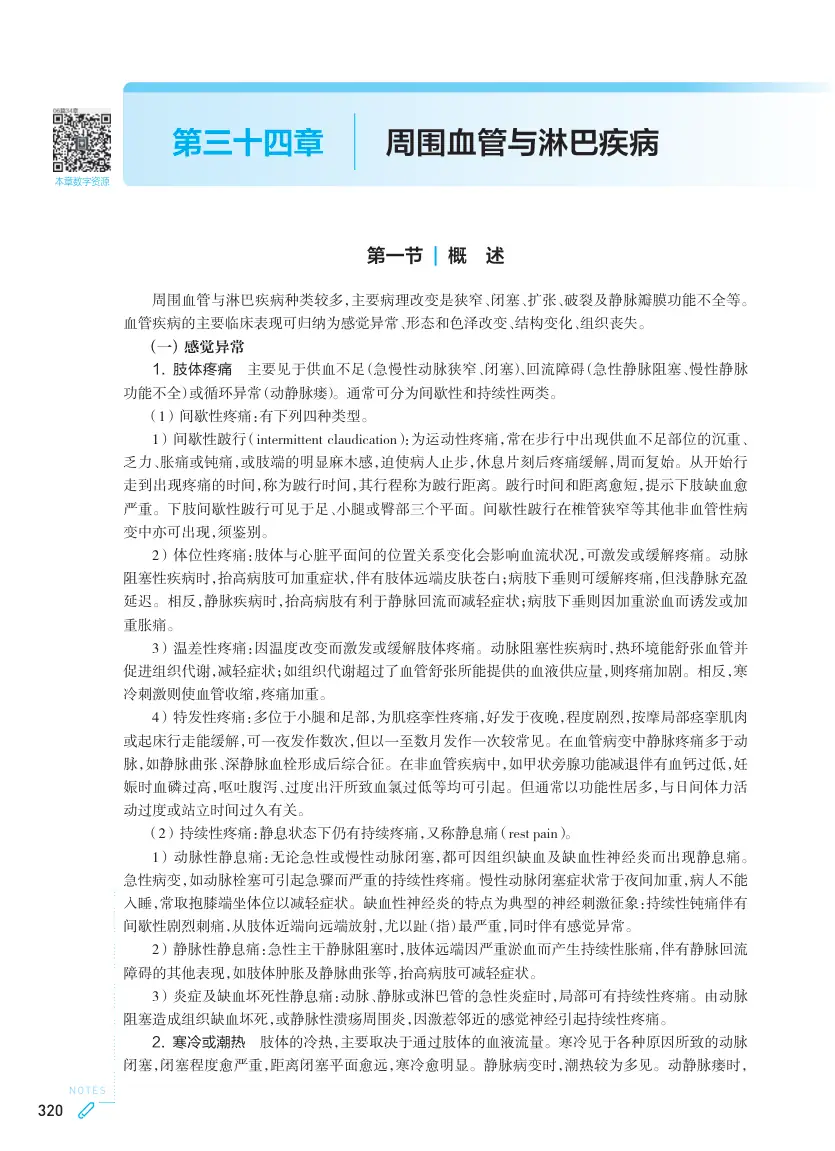 06篇34章
本章数字资源
第三十四章 周围血管与淋巴疾病
第一节 | 概　述
周围血管与淋巴疾病种类较多,主要病理改变是狭窄、闭塞、扩张、破裂及静脉瓣膜功能不全等。
血管疾病的主要临床表现可归纳为感觉异常、形态和色泽改变、结构变化、组织丧失。
（一）感觉异常
1. 肢体疼痛　主要见于供血不足（急慢性动脉狭窄、闭塞）、回流障碍（急性静脉阻塞、慢性静脉
功能不全）或循环异常（动静脉瘘）。通常可分为间歇性和持续性两类。
（1）间歇性疼痛:有下列四种类型。
1）间歇性跛行（intermittent claudication）:为运动性疼痛,常在步行中出现供血不足部位的沉重、
乏力、胀痛或钝痛,或肢端的明显麻木感,迫使病人止步,休息片刻后疼痛缓解,周而复始。从开始行
走到出现疼痛的时间,称为跛行时间,其行程称为跛行距离。跛行时间和距离愈短,提示下肢缺血愈
严重。下肢间歇性跛行可见于足、小腿或臀部三个平面。间歇性跛行在椎管狭窄等其他非血管性病
变中亦可出现,须鉴别。
2）体位性疼痛:肢体与心脏平面间的位置关系变化会影响血流状况,可激发或缓解疼痛。动脉
阻塞性疾病时,抬高病肢可加重症状,伴有肢体远端皮肤苍白;病肢下垂则可缓解疼痛,但浅静脉充盈
延迟。相反,静脉疾病时,抬高病肢有利于静脉回流而减轻症状;病肢下垂则因加重淤血而诱发或加
重胀痛。
3）温差性疼痛:因温度改变而激发或缓解肢体疼痛。动脉阻塞性疾病时,热环境能舒张血管并
促进组织代谢,减轻症状;如组织代谢超过了血管舒张所能提供的血液供应量,则疼痛加剧。相反,寒
冷刺激则使血管收缩,疼痛加重。
4）特发性疼痛:多位于小腿和足部,为肌痉挛性疼痛,好发于夜晚,程度剧烈,按摩局部痉挛肌肉
或起床行走能缓解,可一夜发作数次,但以一至数月发作一次较常见。在血管病变中静脉疼痛多于动
脉,如静脉曲张、深静脉血栓形成后综合征。在非血管疾病中,如甲状旁腺功能减退伴有血钙过低,妊
娠时血磷过高,呕吐腹泻、过度出汗所致血氯过低等均可引起。但通常以功能性居多,与日间体力活
动过度或站立时间过久有关。
（2）持续性疼痛:静息状态下仍有持续疼痛,又称静息痛（rest pain）。
1）动脉性静息痛:无论急性或慢性动脉闭塞,都可因组织缺血及缺血性神经炎而出现静息痛。
急性病变,如动脉栓塞可引起急骤而严重的持续性疼痛。慢性动脉闭塞症状常于夜间加重,病人不能
入睡,常取抱膝端坐体位以减轻症状。缺血性神经炎的特点为典型的神经刺激征象:持续性钝痛伴有
间歇性剧烈刺痛,从肢体近端向远端放射,尤以趾（指）最严重,同时伴有感觉异常。
2）静脉性静息痛:急性主干静脉阻塞时,肢体远端因严重淤血而产生持续性胀痛,伴有静脉回流
障碍的其他表现,如肢体肿胀及静脉曲张等,抬高病肢可减轻症状。
3）炎症及缺血坏死性静息痛:动脉、静脉或淋巴管的急性炎症时,局部可有持续性疼痛。由动脉
阻塞造成组织缺血坏死,或静脉性溃疡周围炎,因激惹邻近的感觉神经引起持续性疼痛。
2. 寒冷或潮热　肢体的冷热,主要取决于通过肢体的血液流量。寒冷见于各种原因所致的动脉
闭塞,闭塞程度愈严重,距离闭塞平面愈远,寒冷愈明显。静脉病变时,潮热较为多见。动静脉瘘时,
NOTES
320